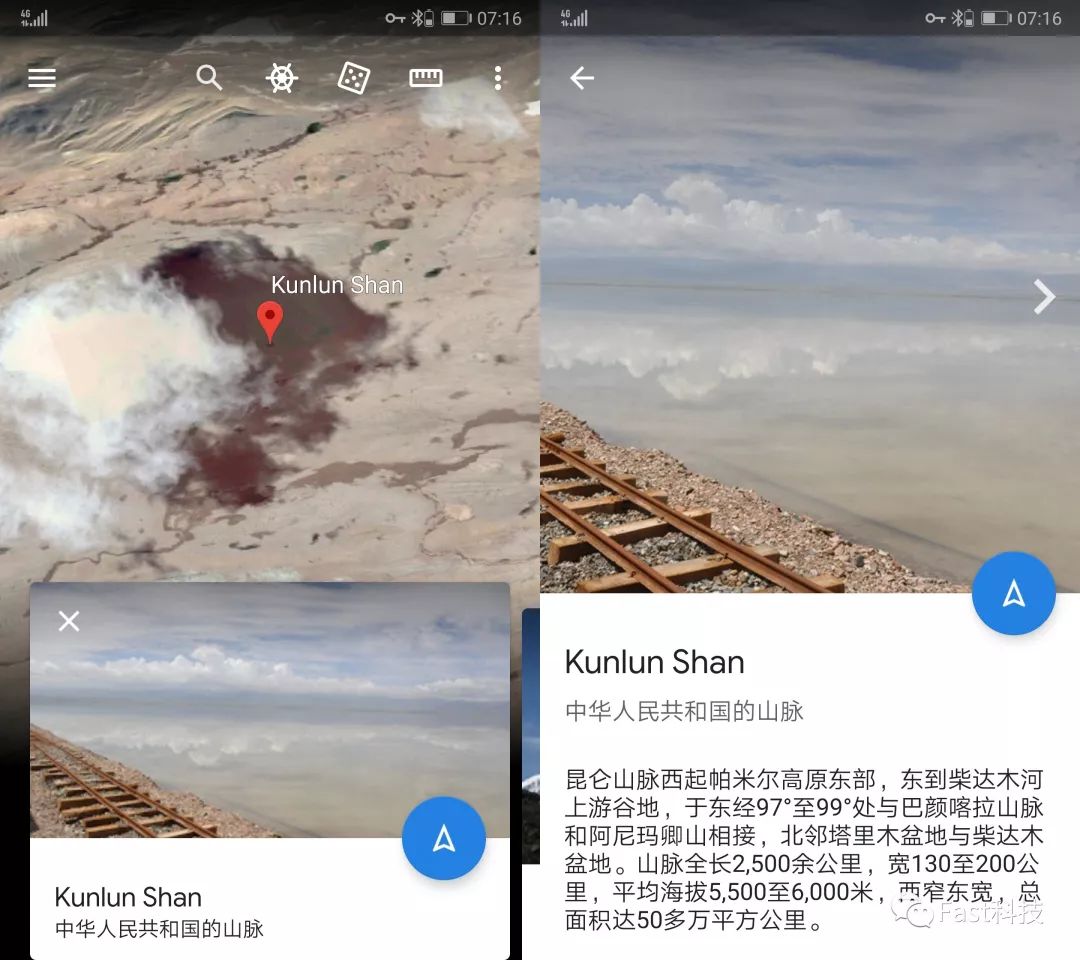 4G
07:16
Kunlun Shan
Kunlun Shan
中华人民共和国的山脉
4G
07:16
Kunlun Shan
中华人民共和国的山脉
昆仑山脉西起帕米尔高原东部，东到柴达木河
上游谷地，于东经97°至99°处与巴颜喀拉山脉
和阿尼玛卿山相接，北邻塔里木盆地与柴达木
盆地。山脉全长2,500余公里，宽130至200公
里，平均海拔5,500至6,000米，西窄东宽，总
面积达50多万平方公里。
Fast科技